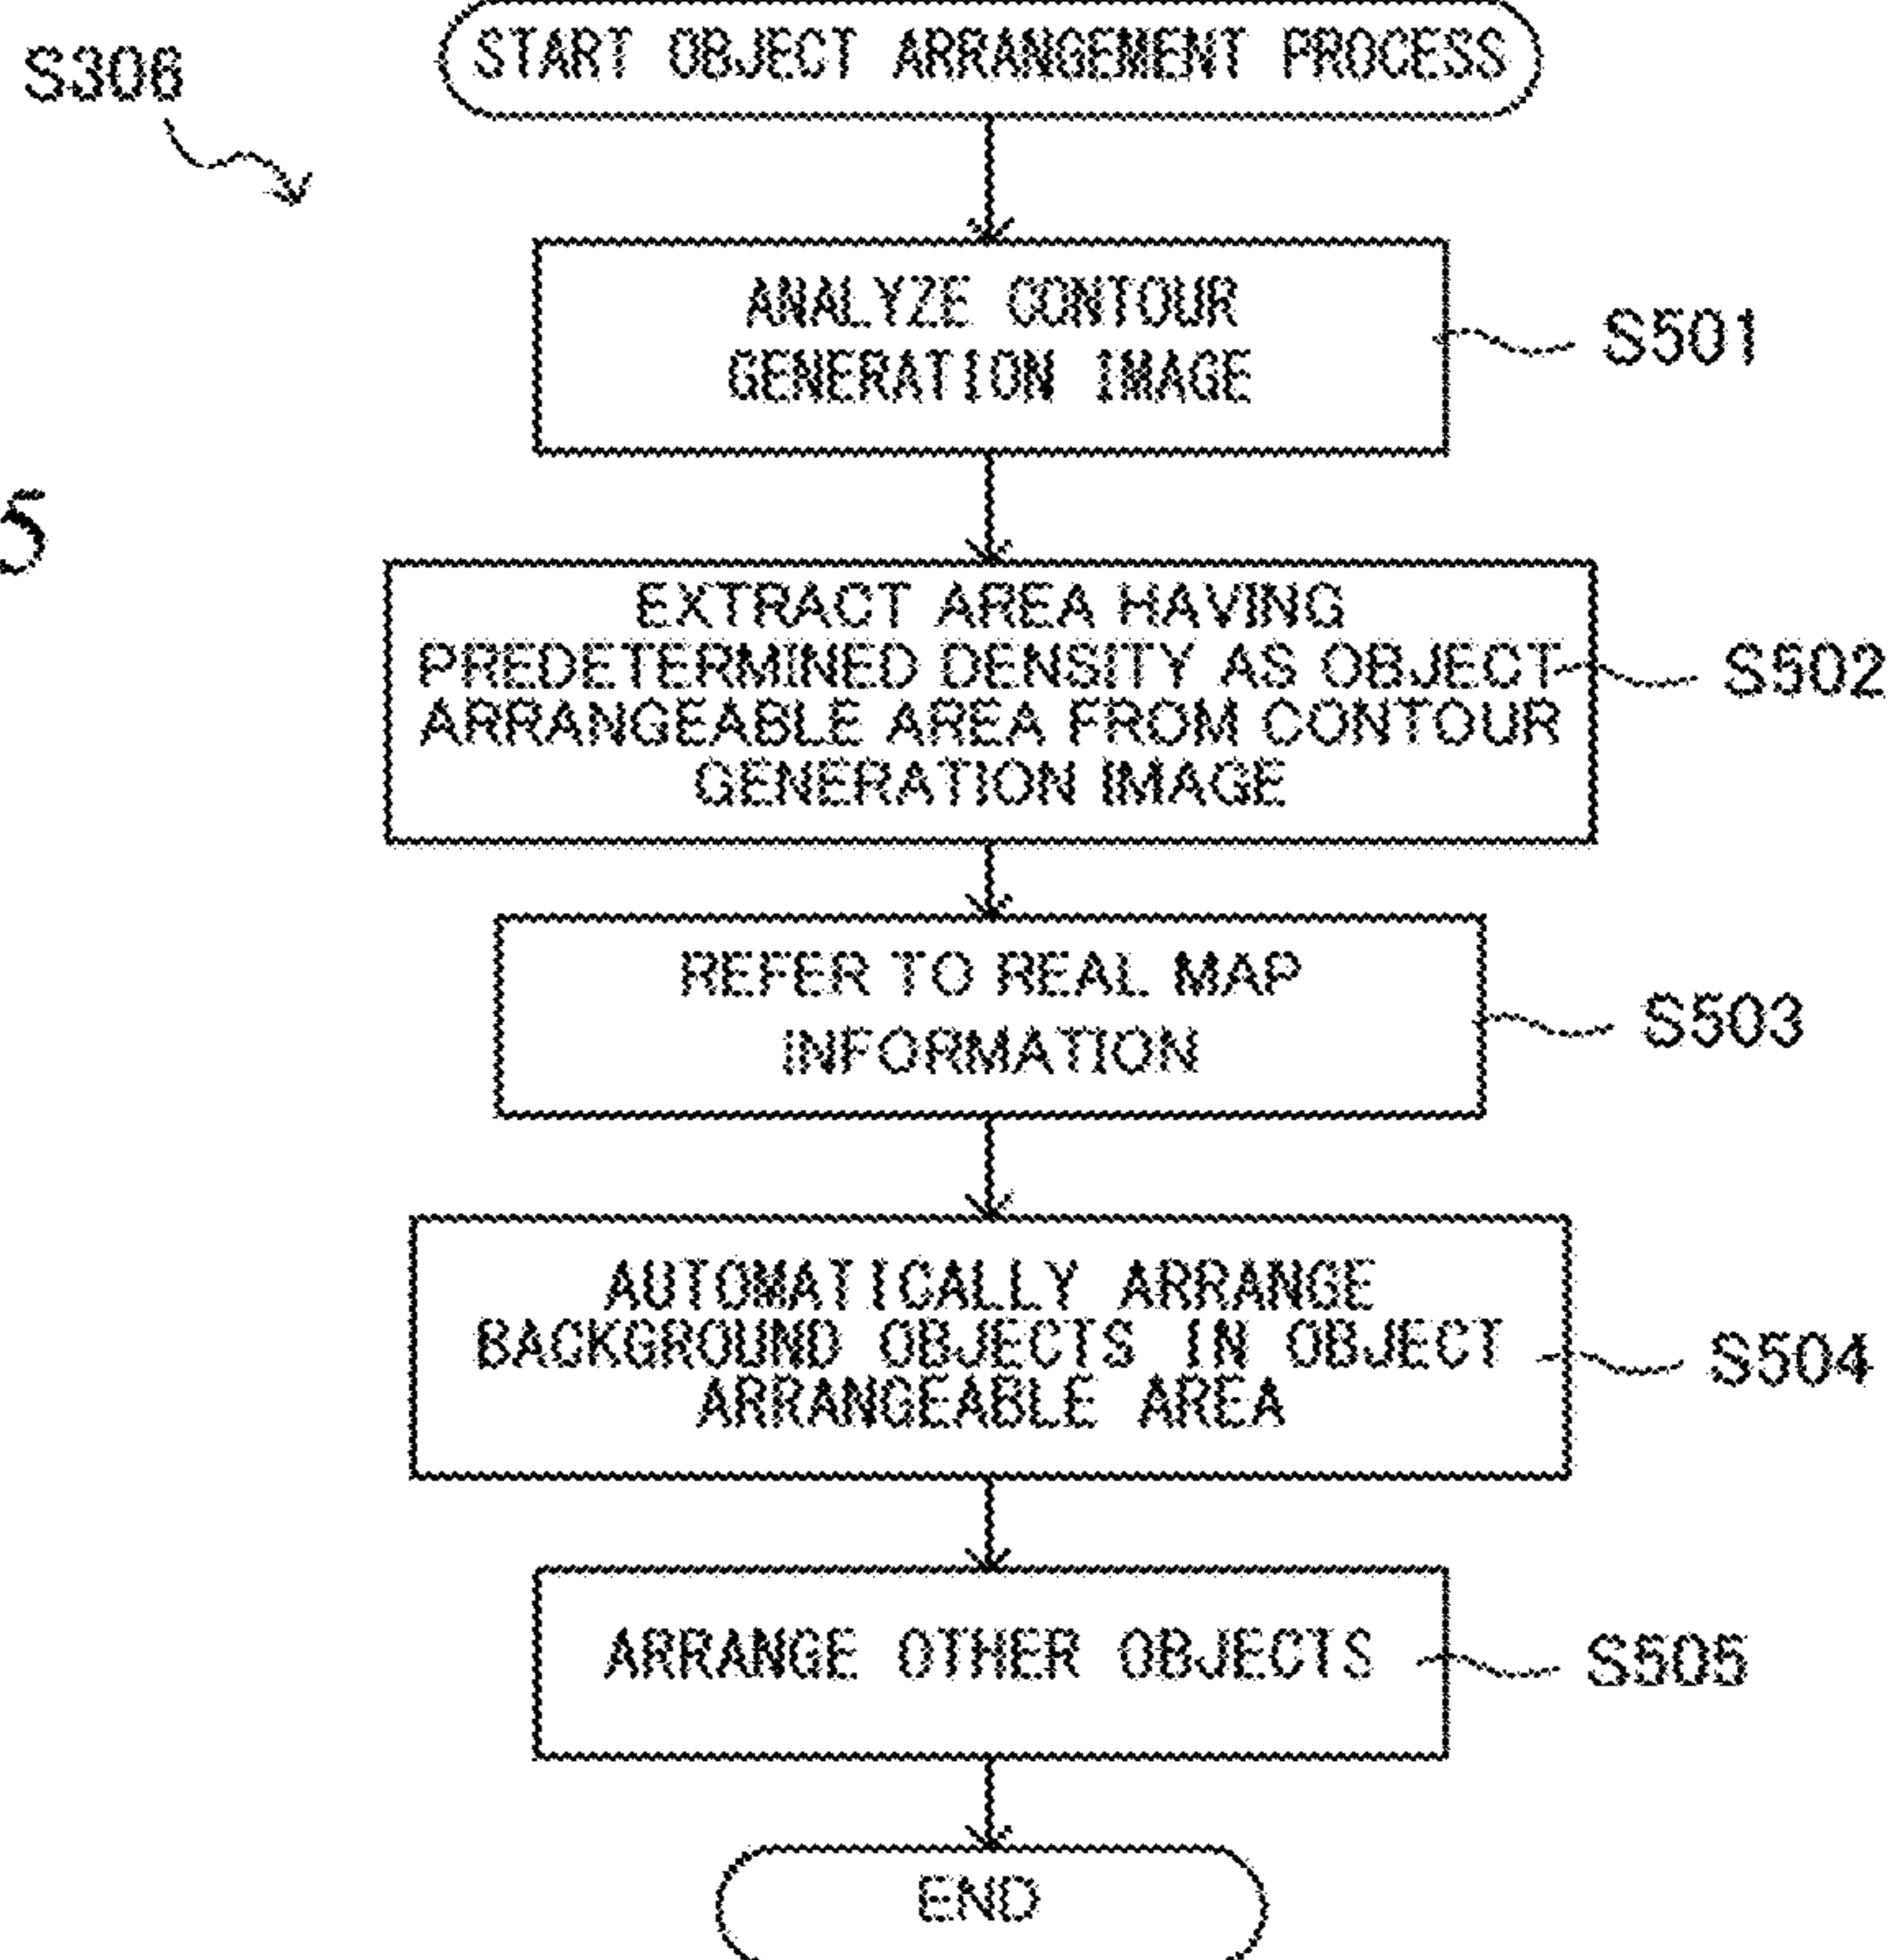 S306
START OBJECT ARRANGEMENT PROCESS
ANALYZE CONTOUR
GENERATION IMAGE
S501
5
EXTRACT AREA HAVING
PREDETERMINED DENSITY AS OBJECT
ARRANGEABLE AREA FROM CONTOUR
GENERATION IMAGE
S502
REFER TO REAL MAP
INFORMATION
S503
AUTOMATICALLY ARRANGE
BACKGROUND OBJECTS IN OBJECT
ARRANGEABLE AREA
S504
ARRANGE OTHER OBJECTS
S505
END